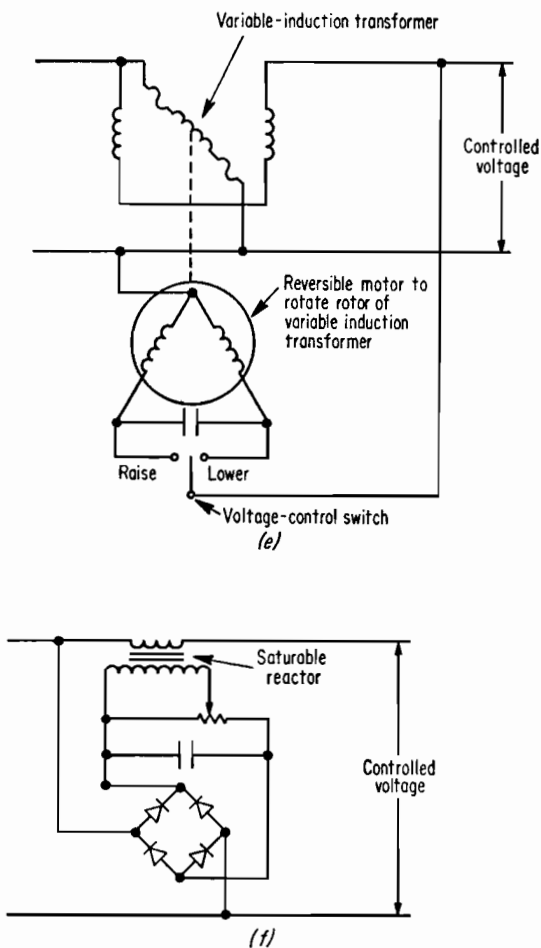 Variable-induction transformer
Controlled
voltage
Reversible motor to
rotate rotor of
variable induction
transformer
Raise Lower
Voltage-control switch
(e)
Saturable
reactor
Controlled
voltage
(f)